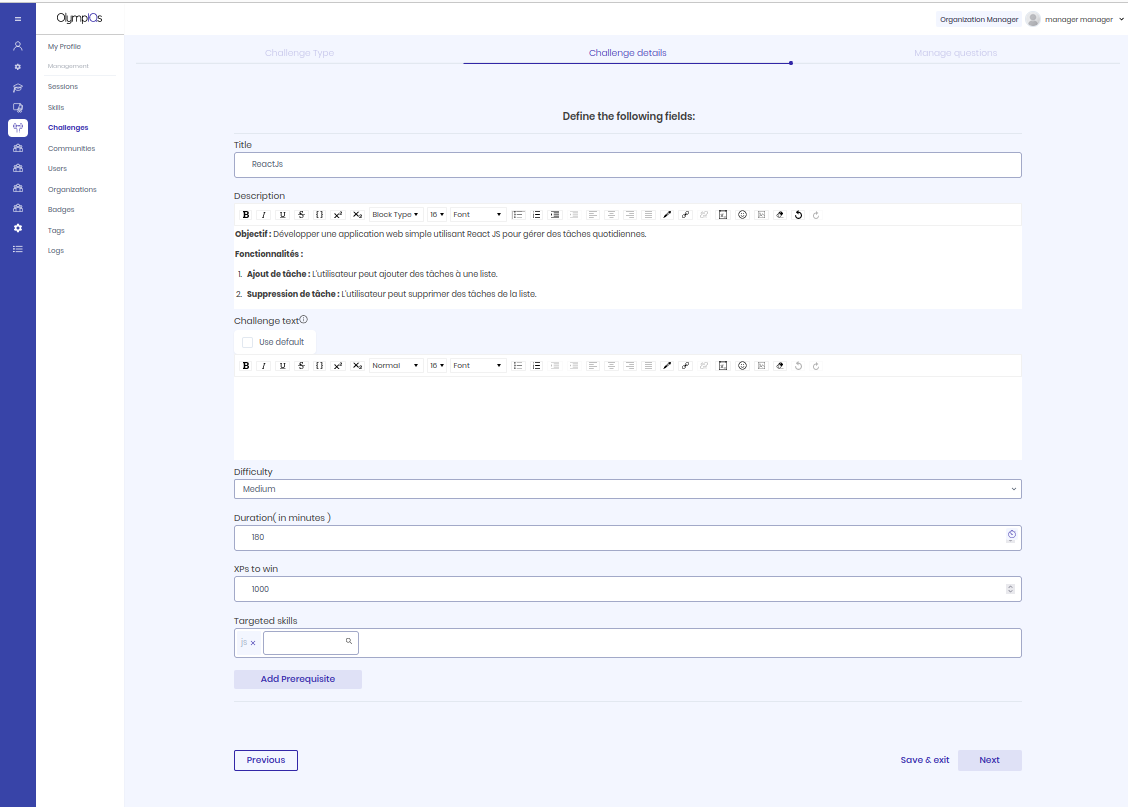 OlympIQs
Organization Manager
manager manager
My Profile
Management
Sessions
Skills
Challenges
Communities
Users
Organizations
Badges
Tags
Logs
Challenge Type
Challenge details
Manage questions
Define the following fields:
Title
ReactJs
Description
B I U S {} x² X₂ Block Type 16 Font
Objectif : Développer une application web simple utilisant React JS pour gérer des tâches quotidiennes.
Fonctionnalités :
1. Ajout de tâche : L'utilisateur peut ajouter des tâches à une liste.
2. Suppression de tâche : L'utilisateur peut supprimer des tâches de la liste.
Challenge text
Use default
B I U S {} x² X₂ Normal 16 Font
Difficulty
Medium
Duration( in minutes )
180
XPs to win
1000
Targeted skills
js ×
Add Prerequisite
Previous
Save & exit
Next